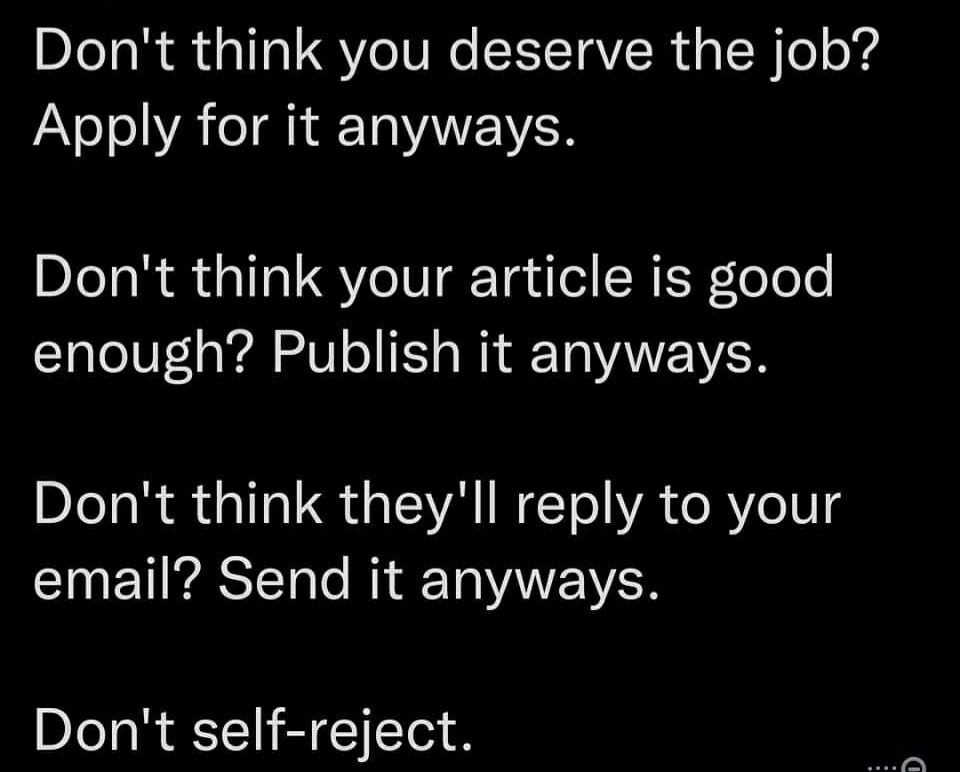 Don't think you deserve the job?
Apply for it anyways.
Don't think your article is good
enough? Publish it anyways.
Don't think they'll reply to your
email? Send it anyways.
Don't self-reject.